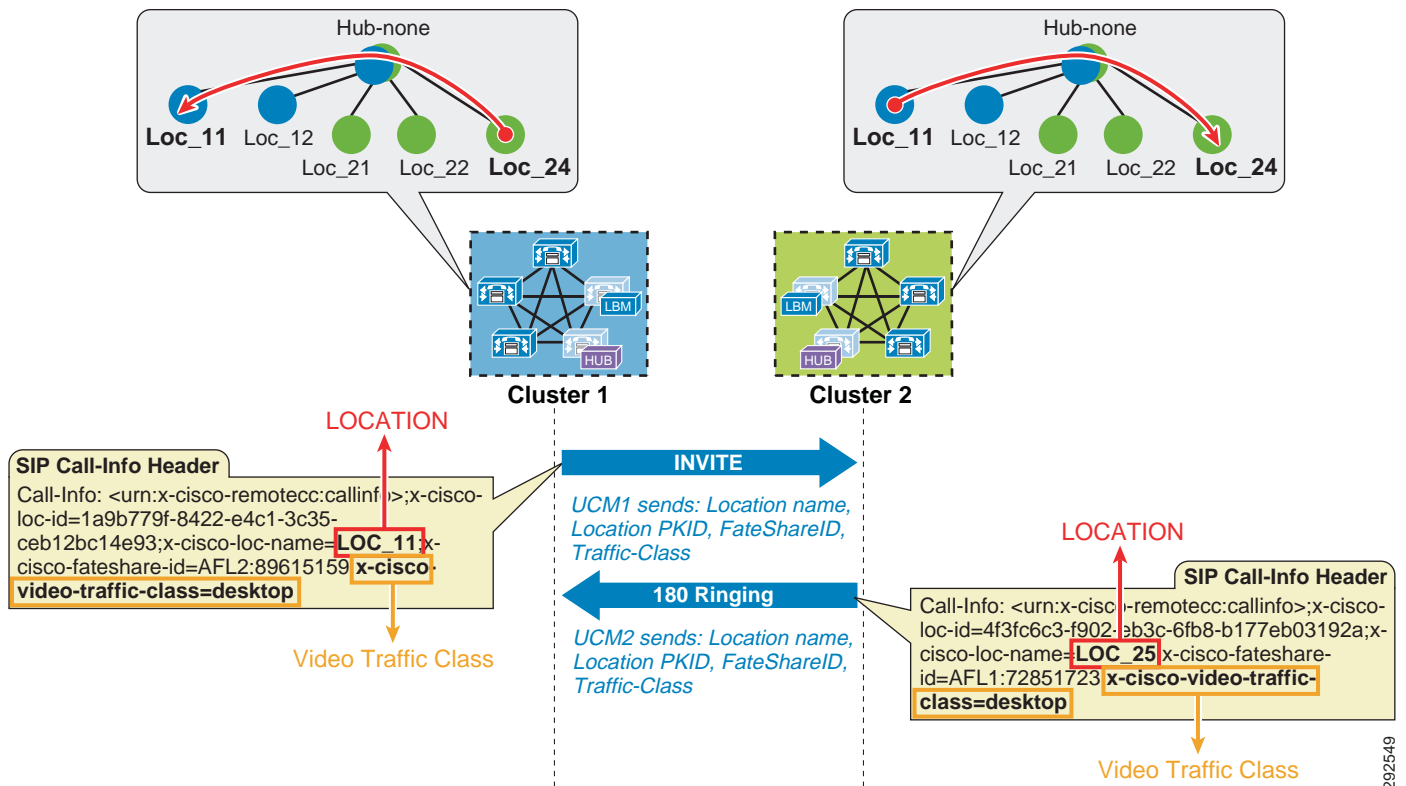 Hub-none
Loc_11
Loc_12
Loc_21
Loc_22
Loc_24
Hub-none
Loc_11
Loc_12
Loc_21
Loc_22
Loc_24
LBM
HUB
LBM
HUB
Cluster 1
Cluster 2
LOCATION
SIP Call-Info Header
Call-Info: <urn:x-cisco-remotecc:callinfo>;x-cisco-
loc-id=1a9b779f-8422-e4c1-3c35-
ceb12bc14e93;x-cisco-loc-name=LOC_11;x-
cisco-fateshare-id=AFL2:89615159 x-cisco-
video-traffic-class=desktop
Video Traffic Class
INVITE
UCM1 sends: Location name,
Location PKID, FateShareID,
Traffic-Class
180 Ringing
UCM2 sends: Location name,
Location PKID, FateShareID,
Traffic-Class
LOCATION
SIP Call-Info Header
Call-Info: <urn:x-cisco-remotecc:callinfo>;x-cisco-
loc-id=4f3fc6c3-f902-eb3c-6fb8-b177eb03192a;x-
cisco-loc-name=LOC_25 x-cisco-fateshare-
id=AFL1:72851723 x-cisco-video-traffic-
class=desktop
Video Traffic Class
292549